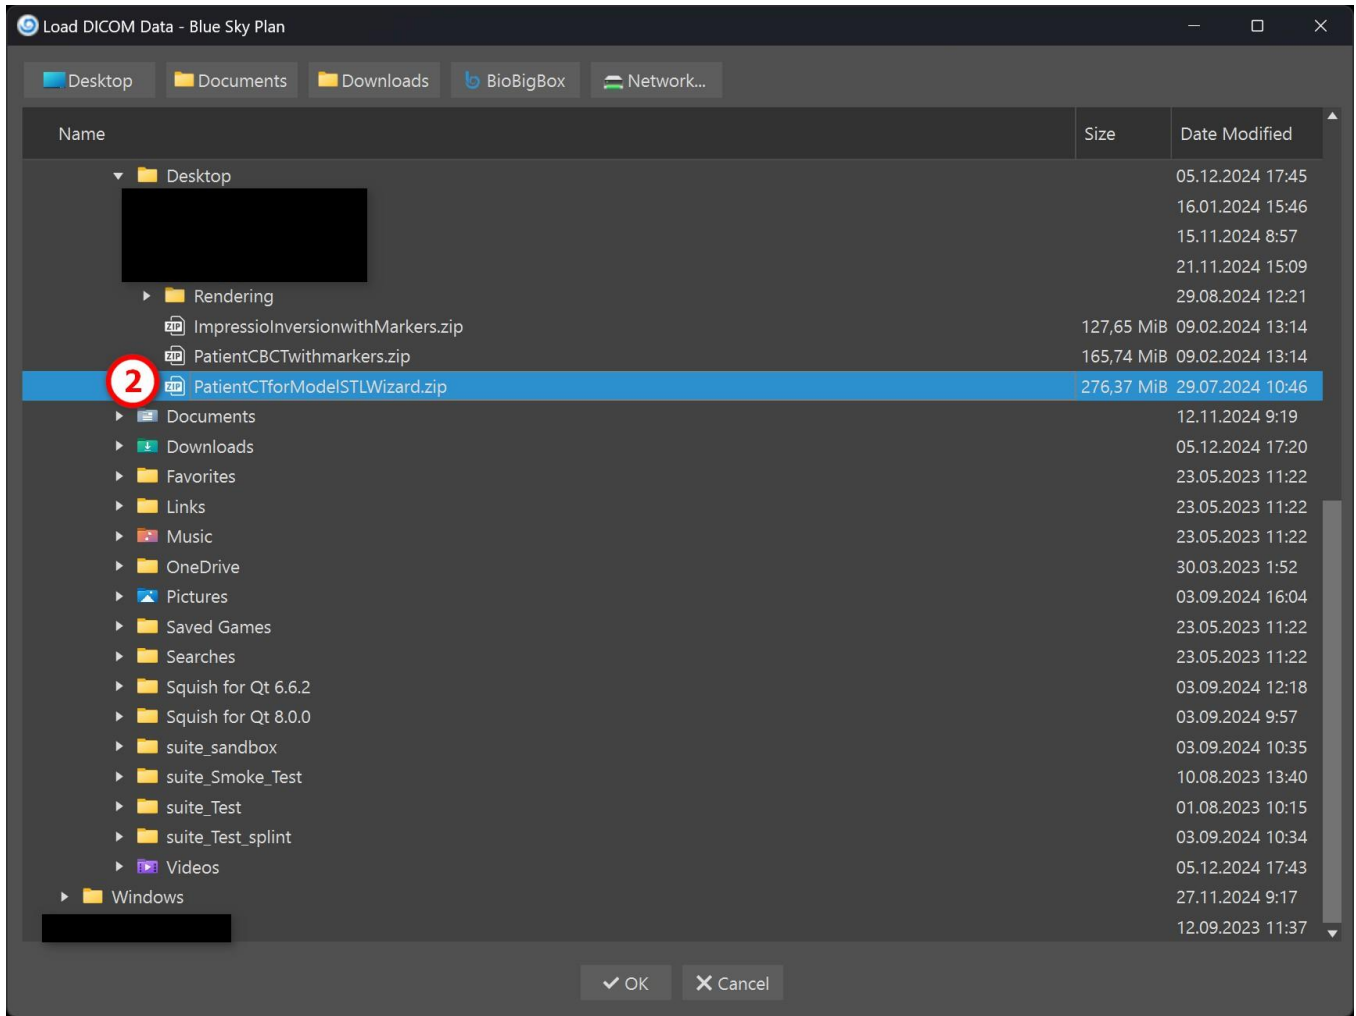 Load DICOM Data - Blue Sky Plan
Desktop Documents Downloads BioBigBox Network...
Name Size Date Modified
Desktop 05.12.2024 17:45
16.01.2024 15:46
15.11.2024 8:57
21.11.2024 15:09
Rendering 29.08.2024 12:21
ZIP ImpressioInversionwithMarkers.zip 127,65 MiB 09.02.2024 13:14
ZIP PatientCBCTwithmarkers.zip 165,74 MiB 09.02.2024 13:14
2 ZIP PatientCTforModelSTLWizard.zip 276,37 MiB 29.07.2024 10:46
Documents 12.11.2024 9:19
Downloads 05.12.2024 17:20
Favorites 23.05.2023 11:22
Links 23.05.2023 11:22
Music 23.05.2023 11:22
OneDrive 30.03.2023 1:52
Pictures 03.09.2024 16:04
Saved Games 23.05.2023 11:22
Searches 23.05.2023 11:22
Squish for Qt 6.6.2 03.09.2024 12:18
Squish for Qt 8.0.0 03.09.2024 9:57
suite_sandbox 03.09.2024 10:35
suite_Smoke_Test 10.08.2023 13:40
suite_Test 01.08.2023 10:15
suite_Test_splint 03.09.2024 10:34
Videos 05.12.2024 17:43
Windows 27.11.2024 9:17
12.09.2023 11:37
OK Cancel